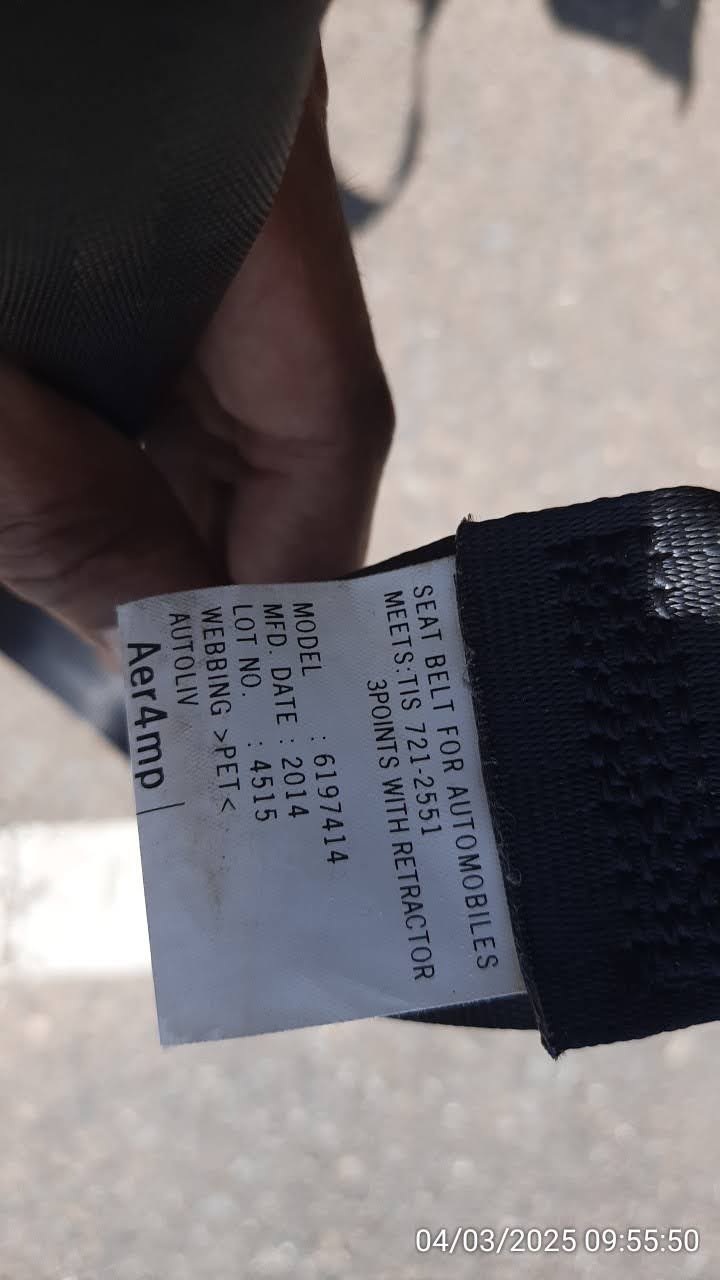 SEAT BELT FOR AUTOMOBILES
MEETS:TIS 721-2551
3POINTS WITH RETRACTOR
MODEL : 6197414
MFD. DATE : 2014
LOT NO. : 4515
WEBBING >PET<
AUTOLIV
Aer4mp
04/03/2025 09:55:50